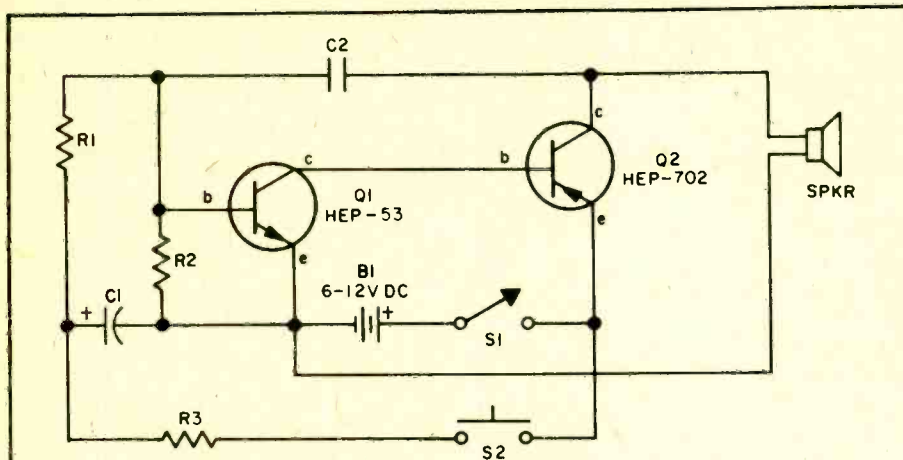 C2
R1
c
c
b
b
Q1
HEP-53
Q2
HEP-702
SPKR
R2
e
e
B1
6-12V DC
+
C1
+
S1
R3
S2